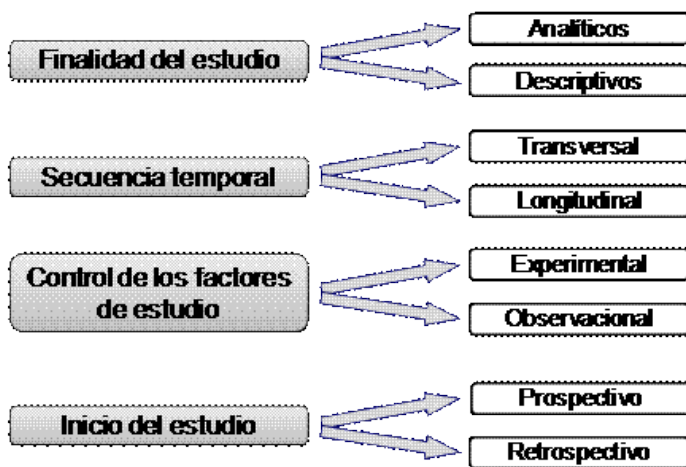 Finalidad del estudio
Analíticos
Descriptivos
Secuencia temporal
Transversal
Longitudinal
Control de los factores
de estudio
Experimental
Observacional
Inicio del estudio
Prospectivo
Retrospectivo